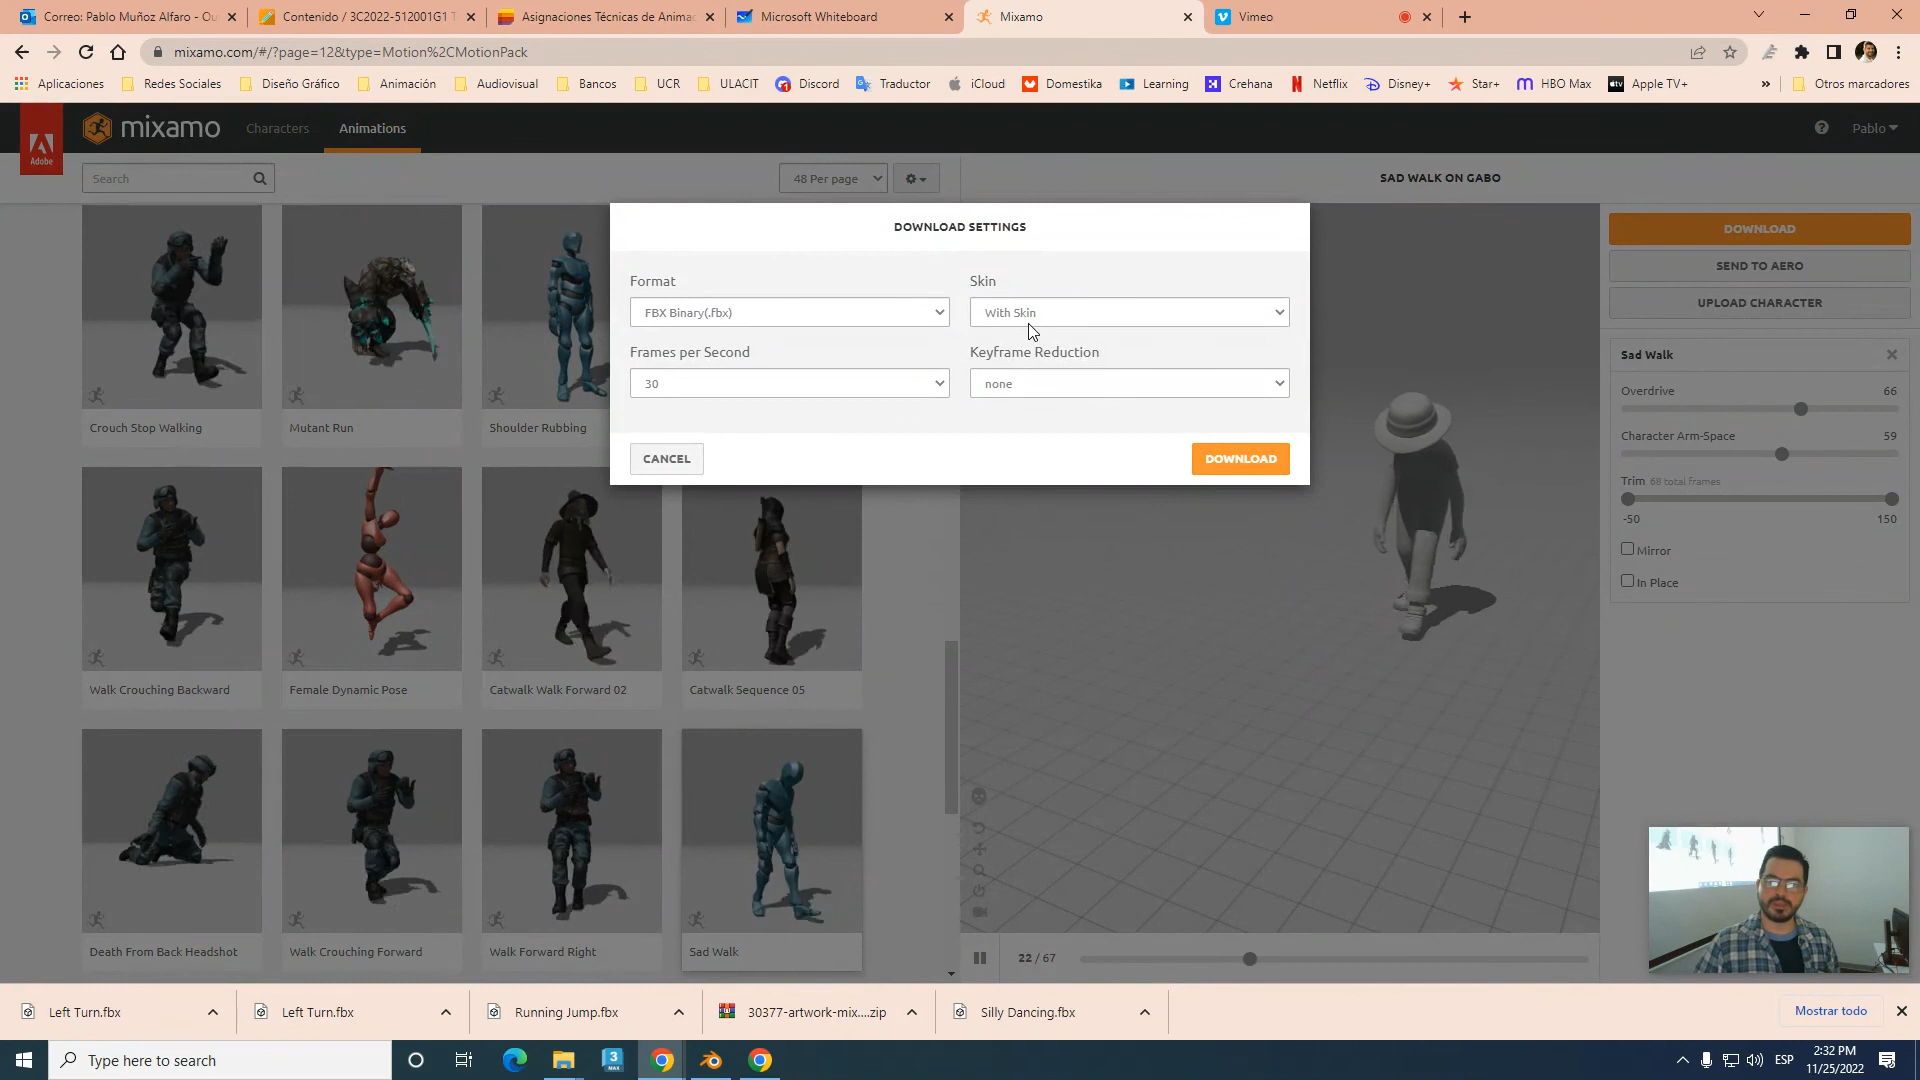 Correo: Pablo Muñoz Alfaro - Ou
Contenido / 3C2022-512001G1 T
Asignaciones Técnicas de Animac
Microsoft Whiteboard
Mixamo
Vimeo
mixamo.com/#/?page=12&type=Motion%2CMotionPack
Aplicaciones
Redes Sociales
Diseño Gráfico
Animación
Audiovisual
Bancos
UCR
ULACIT
Discord
Traductor
iCloud
Domestika
Learning
Crehana
Netflix
Disney+
Star+
HBO Max
Apple TV+
»
Otros marcadores
Adobe
mixamo
Characters
Animations
Pablo
Search
48 Per page
SAD WALK ON GABO
DOWNLOAD SETTINGS
Format
Skin
FBX Binary(.fbx)
With Skin
Frames per Second
Keyframe Reduction
30
none
CANCEL
DOWNLOAD
DOWNLOAD
SEND TO AERO
UPLOAD CHARACTER
Sad Walk
Overdrive 66
Character Arm-Space 59
Trim 68 total frames
-50 150
Mirror
In Place
Crouch Stop Walking
Mutant Run
Shoulder Rubbing
Walk Crouching Backward
Female Dynamic Pose
Catwalk Walk Forward 02
Catwalk Sequence 05
Death From Back Headshot
Walk Crouching Forward
Walk Forward Right
Sad Walk
22 / 67
Left Turn.fbx
Left Turn.fbx
Running Jump.fbx
30377-artwork-mix....zip
Silly Dancing.fbx
Mostrar todo
Type here to search
3
MAX
ESP
2:32 PM
11/25/2022